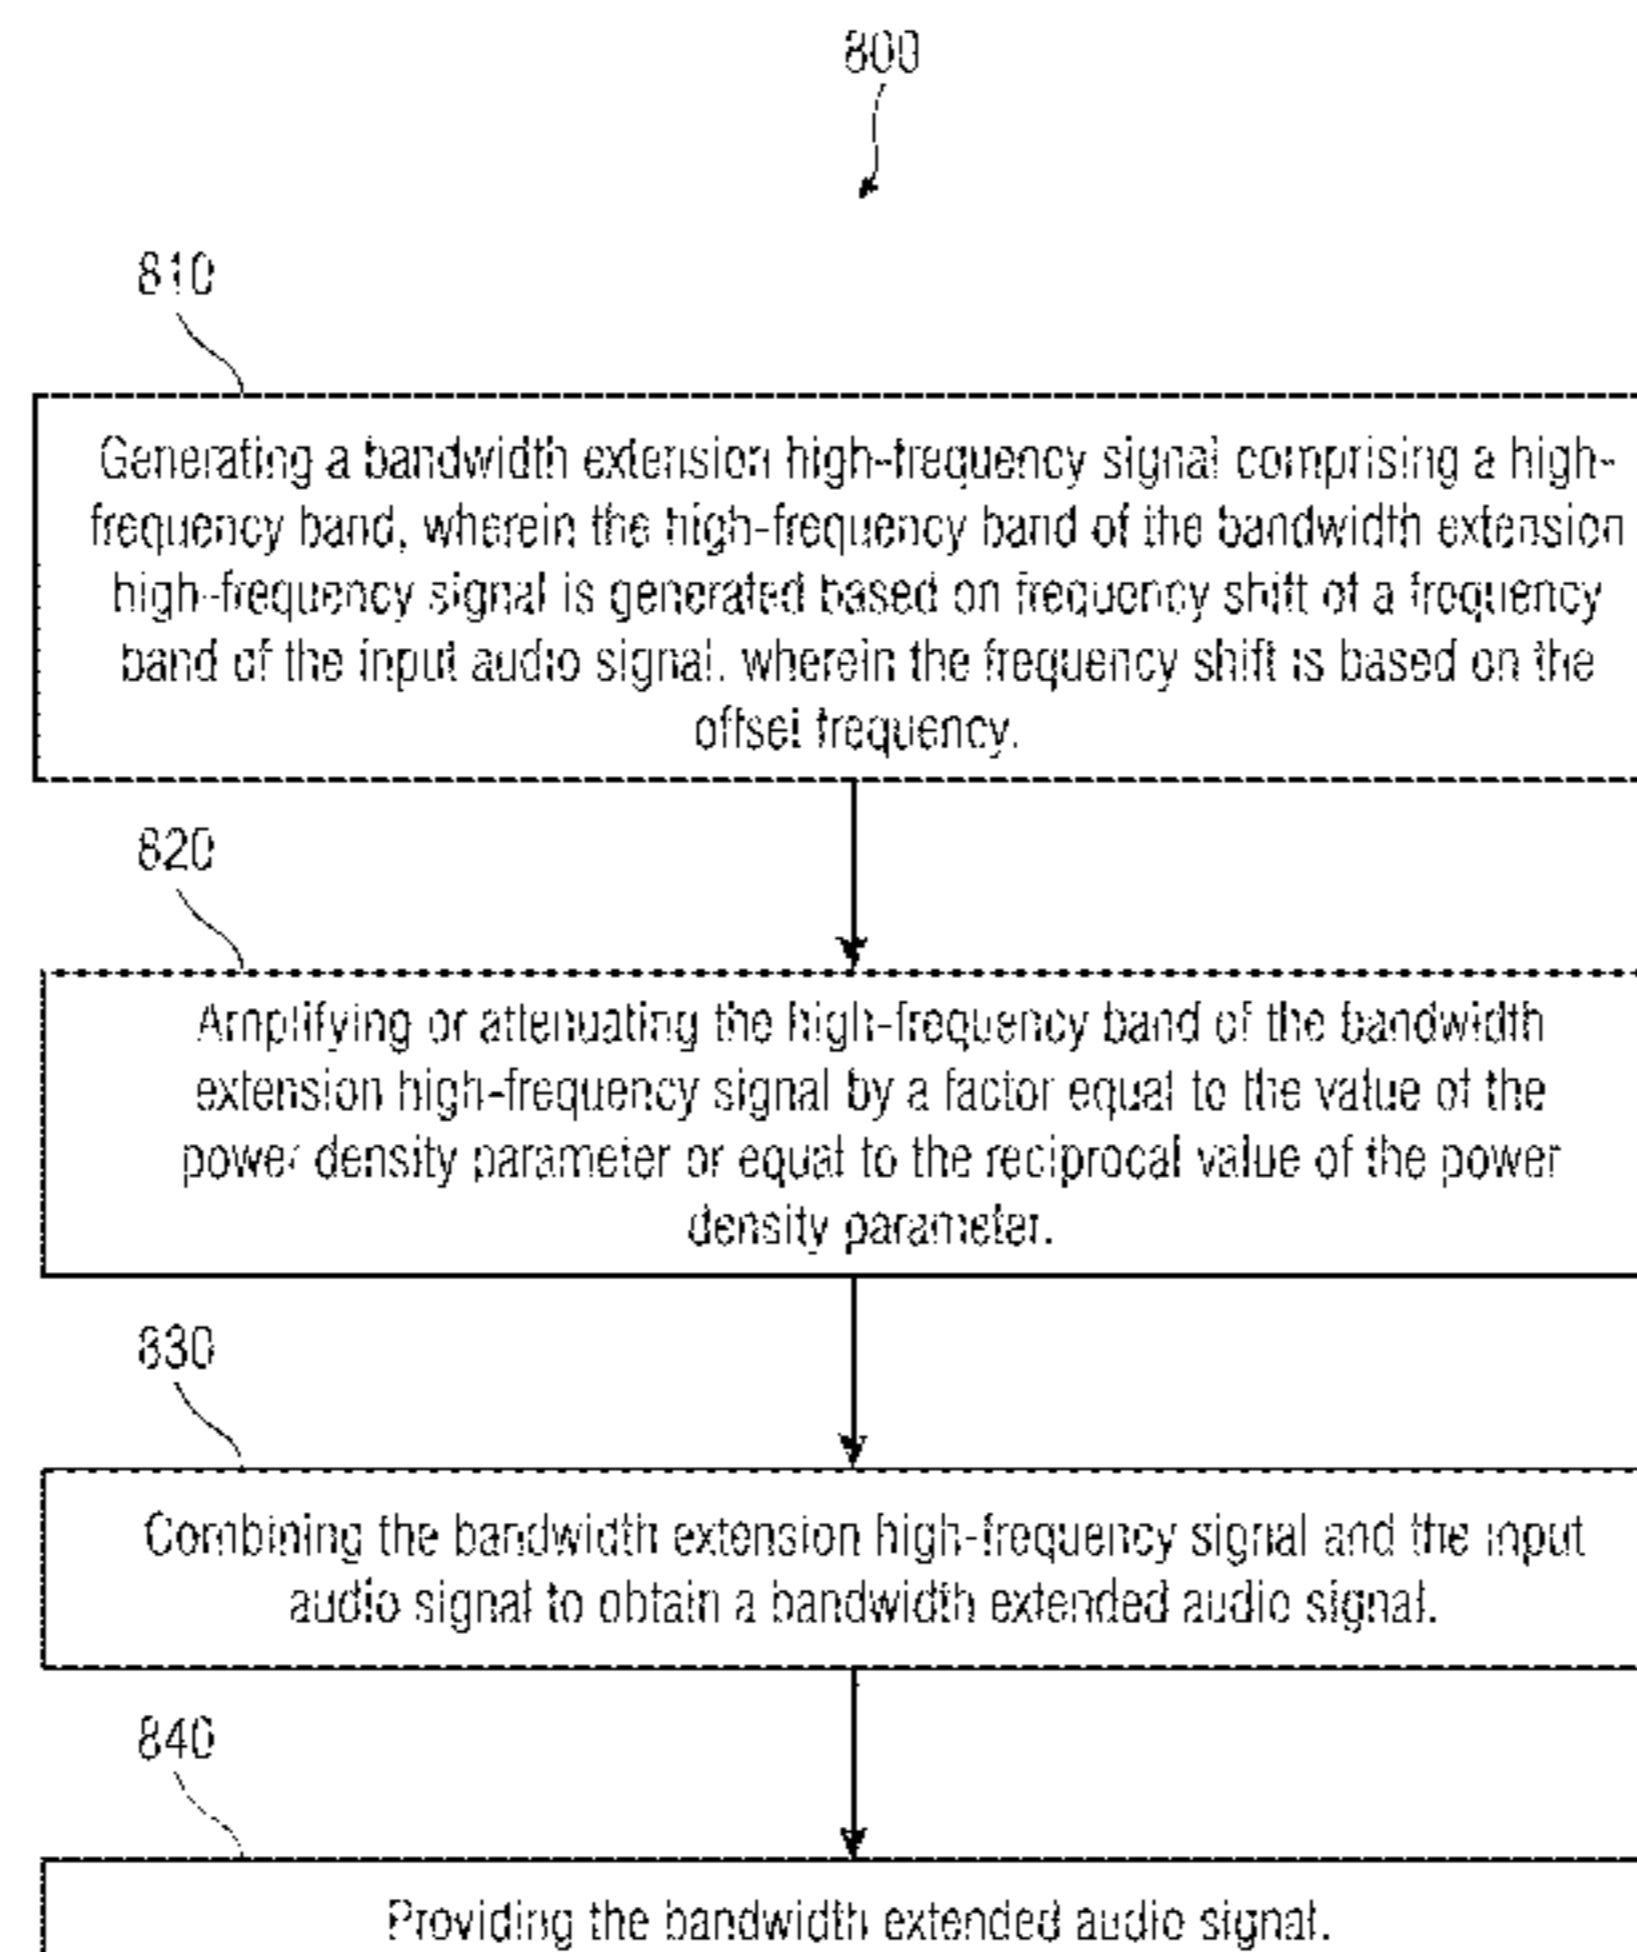 800
810
Generating a bandwidth extension high-frequency signal comprising a high-
frequency band, wherein the high-frequency band of the bandwidth extension
high-frequency signal is generated based on frequency shift of a frequency
band of the input audio signal, wherein the frequency shift is based on the
offset frequency.
820
Amplifying or attenuating the high-frequency band of the bandwidth
extension high-frequency signal by a factor equal to the value of the
power density parameter or equal to the reciprocal value of the power
density parameter.
830
Combining the bandwidth extension high-frequency signal and the input
audio signal to obtain a bandwidth extended audio signal.
840
Providing the bandwidth extended audio signal.